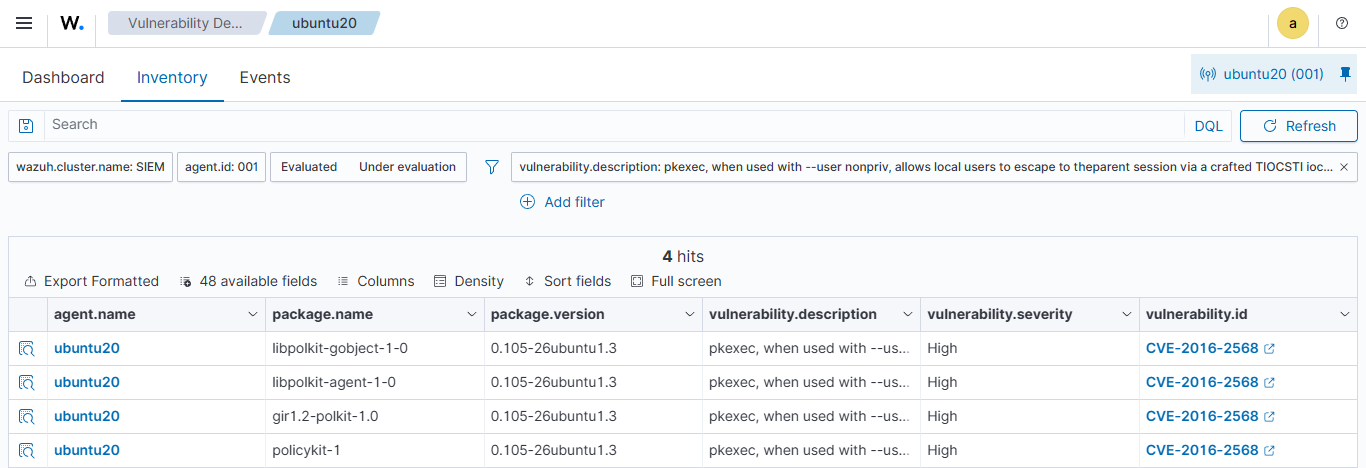 W. Vulnerability De... ubuntu20 a
Dashboard Inventory Events ubuntu20 (001)
Search DQL Refresh
wazuh.cluster.name: SIEM agent.id: 001 Evaluated Under evaluation vulnerability.description: pkexec, when used with --user nonpriv, allows local users to escape to theparent session via a crafted TIOCSTI ioc...
Add filter
4 hits
Export Formatted 48 available fields Columns Density Sort fields Full screen
agent.name package.name package.version vulnerability.description vulnerability.severity vulnerability.id
ubuntu20 libpolkit-gobject-1-0 0.105-26ubuntu1.3 pkexec, when used with --us... High CVE-2016-2568
ubuntu20 libpolkit-agent-1-0 0.105-26ubuntu1.3 pkexec, when used with --us... High CVE-2016-2568
ubuntu20 gir1.2-polkit-1.0 0.105-26ubuntu1.3 pkexec, when used with --us... High CVE-2016-2568
ubuntu20 policykit-1 0.105-26ubuntu1.3 pkexec, when used with --us... High CVE-2016-2568